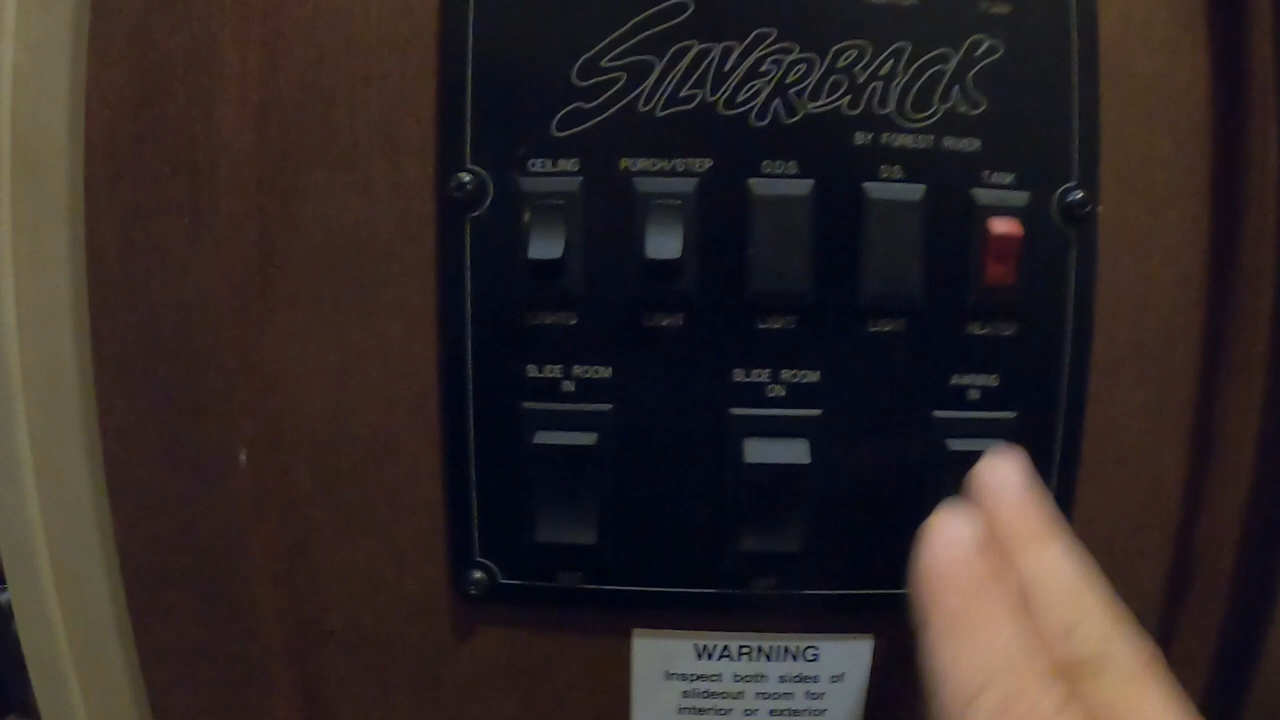 SILVERBACK
BY FOREST RIVER
CEILING PORCH/STEP O.D.S. D.S. TANK
LIGHTS LIGHT LIGHT LIGHT HEATER
SLIDE ROOM SLIDE ROOM AWNING
IN ON IN
WARNING
Inspect both sides of
slideout room for
interior or exterior